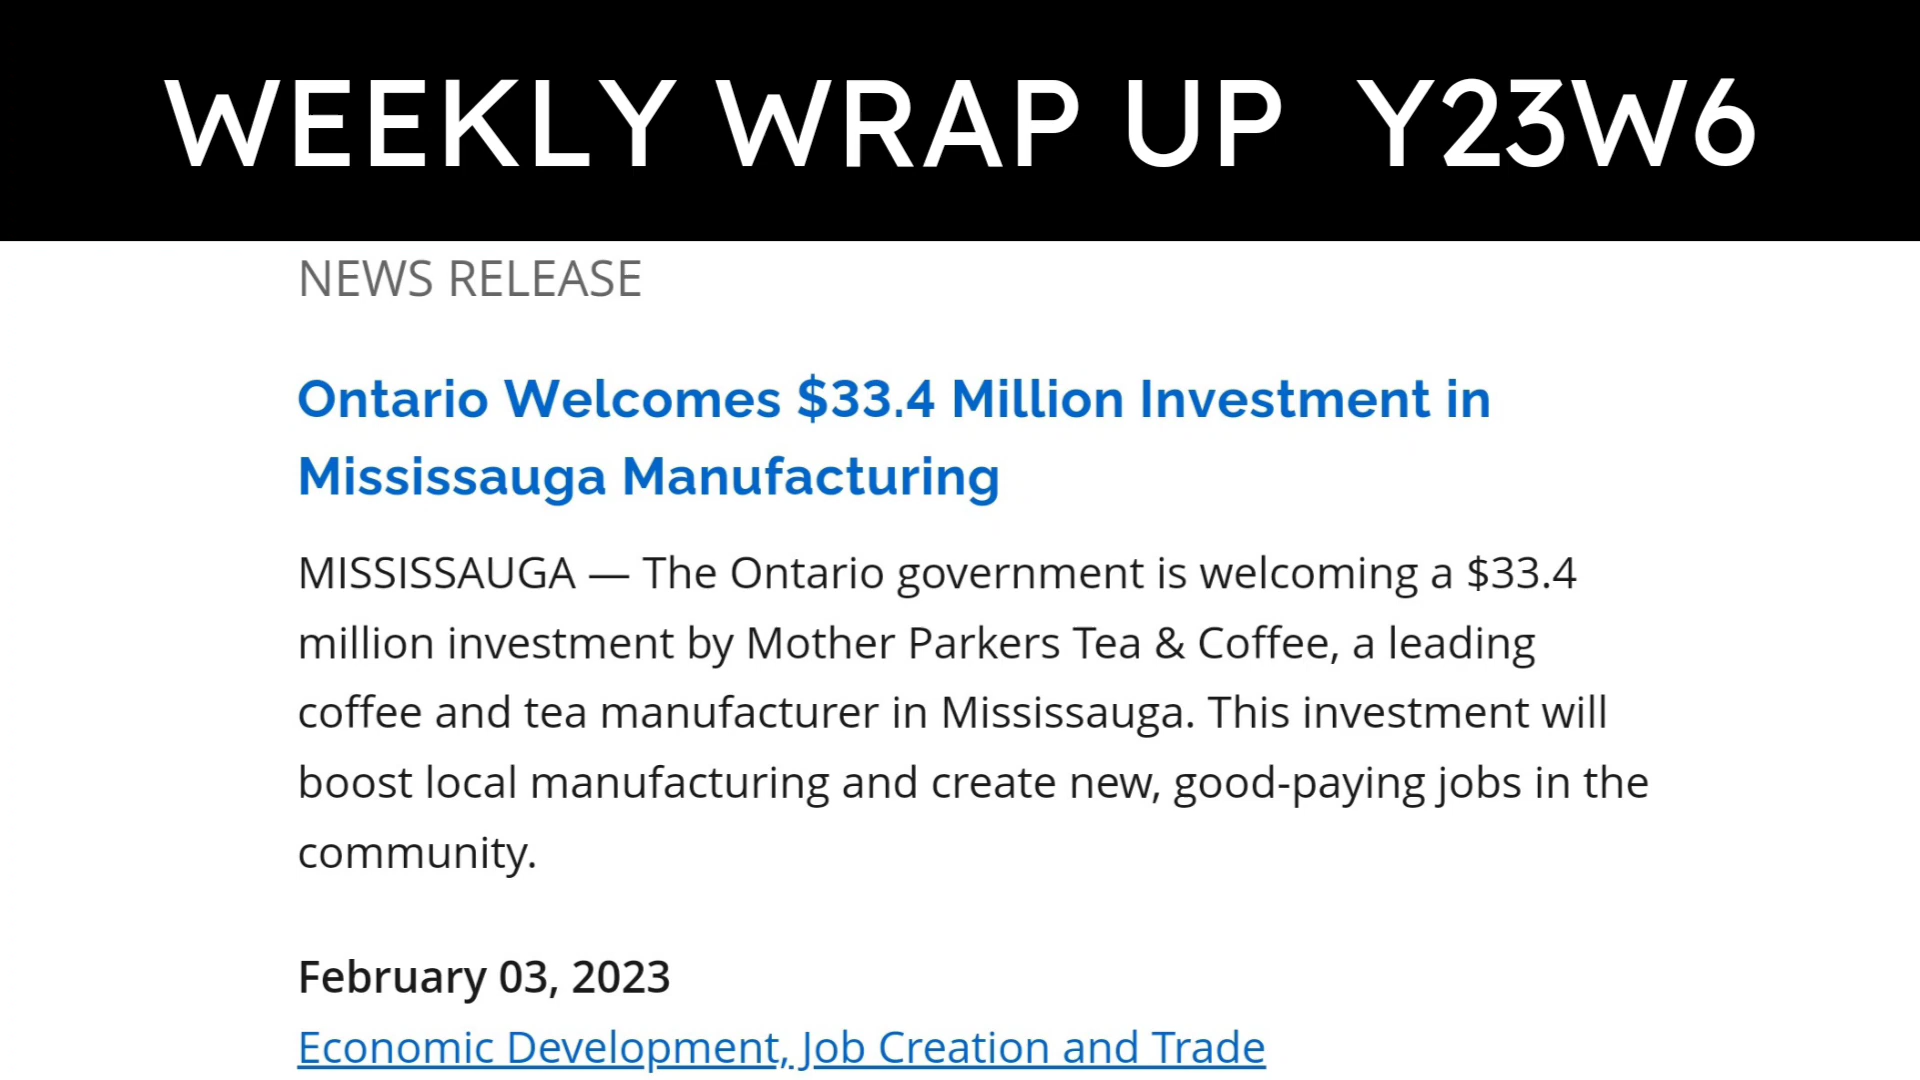 WEEKLY WRAP UP Y23W6
NEWS RELEASE
Ontario Welcomes $33.4 Million Investment in
Mississauga Manufacturing
MISSISSAUGA — The Ontario government is welcoming a $33.4
million investment by Mother Parkers Tea & Coffee, a leading
coffee and tea manufacturer in Mississauga. This investment will
boost local manufacturing and create new, good-paying jobs in the
community.
February 03, 2023
Economic Development, Job Creation and Trade